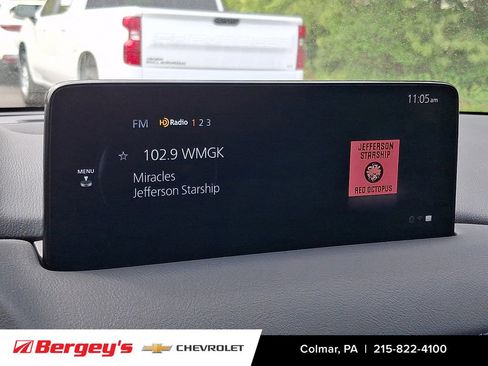 11:05am
FM HD Radio 1 2 3
☆ 102.9 WMGK
MENU
Miracles
Jefferson Starship
JEFFERSON
STARSHIP
RED OCTOPUS
Bergey's CHEVROLET Colmar, PA | 215-822-4100